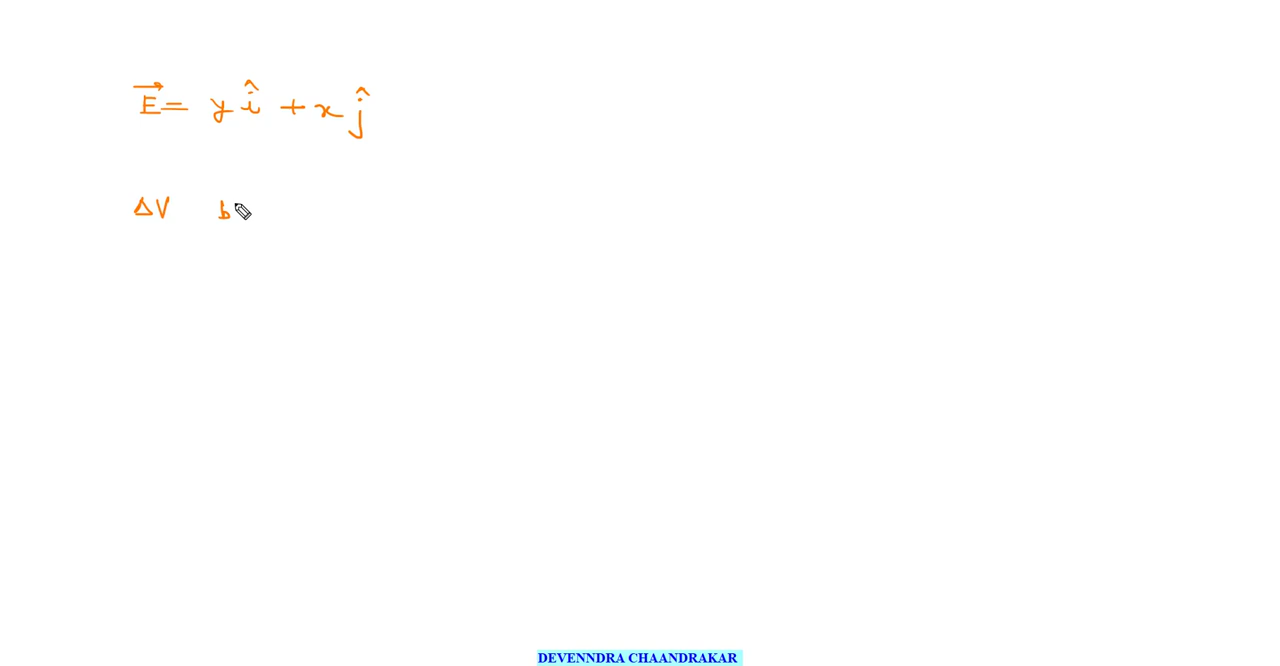 E⃗ = y î + x ĵ
ΔV b
DEVENNDRA CHAANDRAKAR